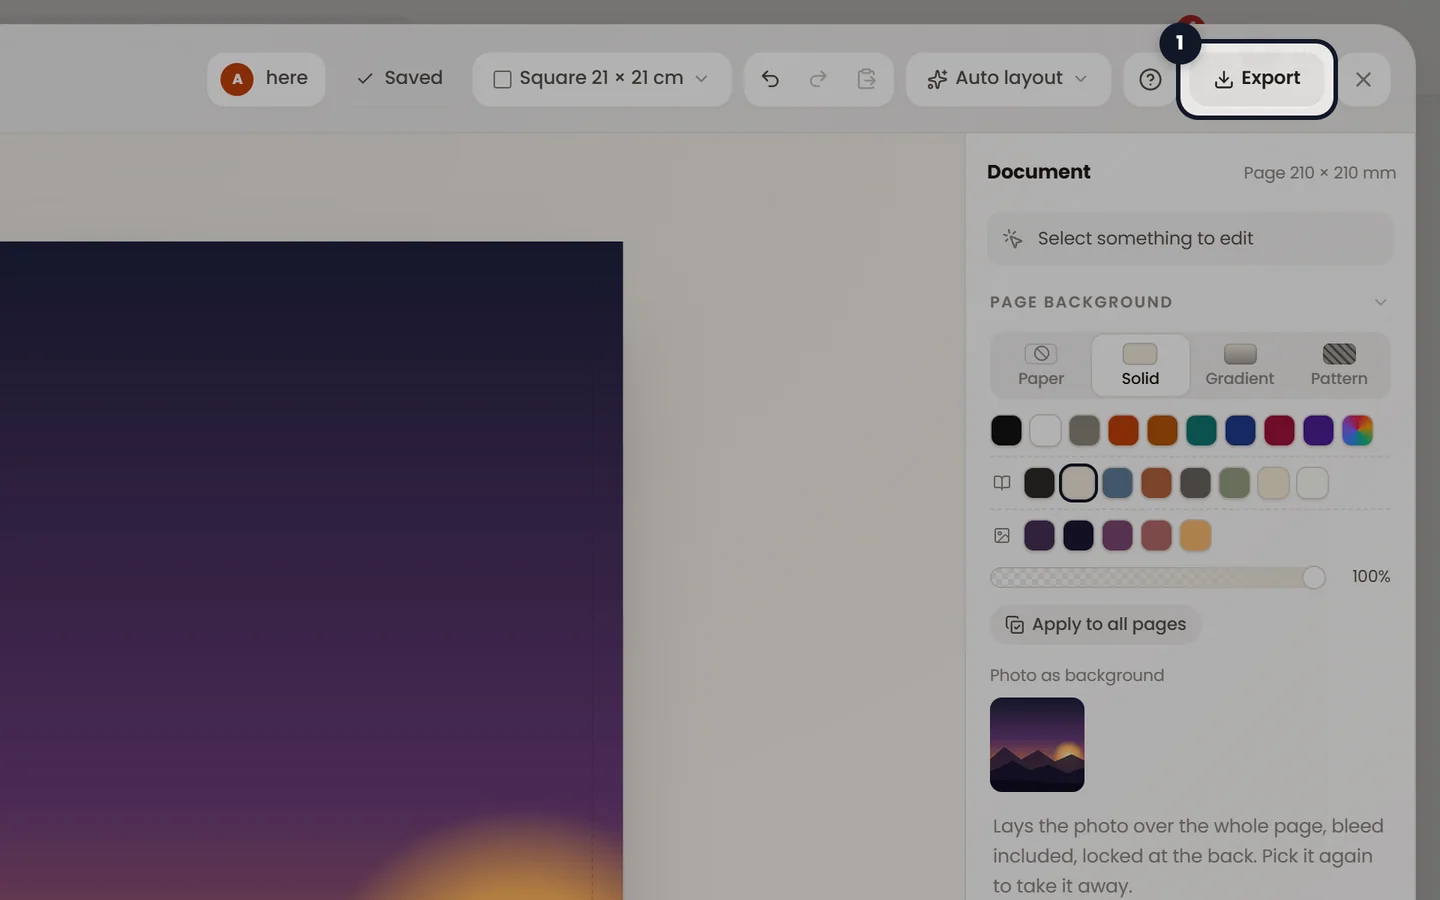 A here
Saved
Square 21 × 21 cm
Auto layout
1
Export
Document
Page 210 × 210 mm
Select something to edit
PAGE BACKGROUND
Paper
Solid
Gradient
Pattern
100%
Apply to all pages
Photo as background
Lays the photo over the whole page, bleed
included, locked at the back. Pick it again
to take it away.